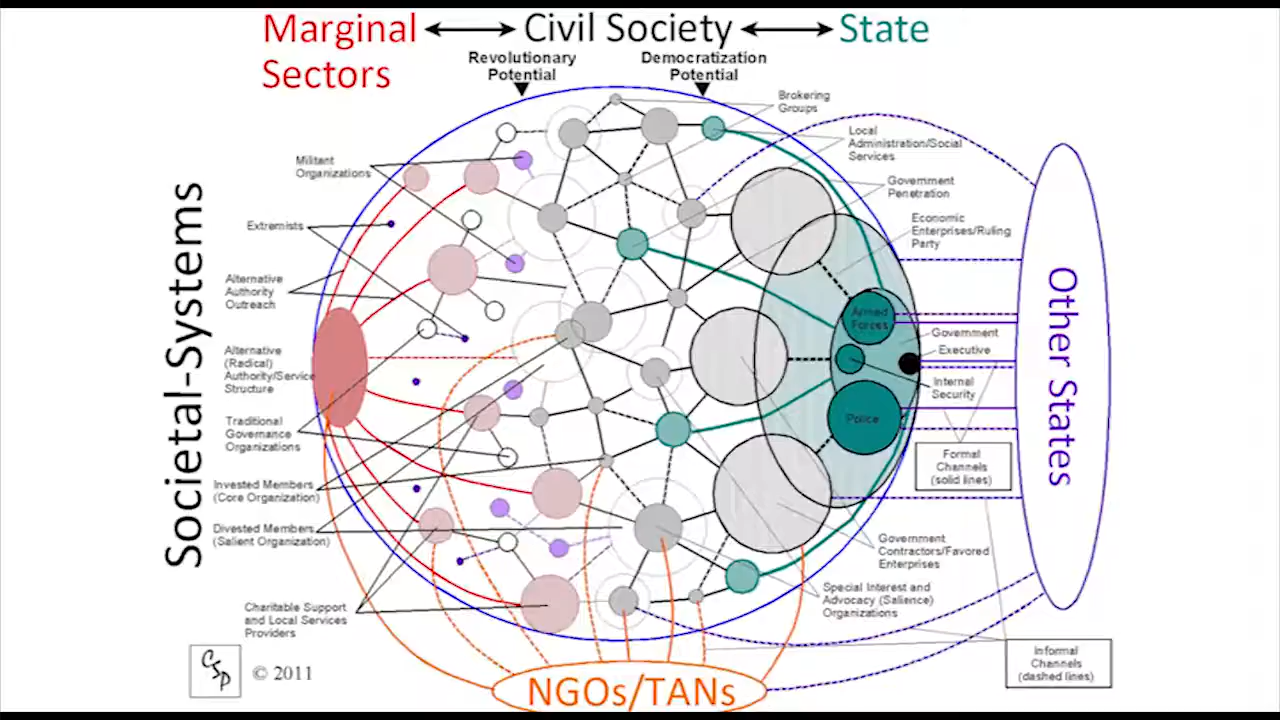 Marginal
Sectors
Civil Society
State
Revolutionary
Potential
Democratization
Potential
Societal-Systems
Militant
Organizations
Extremists
Alternative
Authority
Outreach
Alternative
(Radical)
Authority/Service
Structure
Traditional
Governance
Organizations
Invested Members
(Core Organization)
Divested Members
(Salient Organization)
Charitable Support
and Local Services
Providers
Brokering
Groups
Local
Administration/Social
Services
Government
Penetration
Economic
Enterprises/Ruling
Party
Armed
Forces
Government
Executive
Internal
Security
Police
Formal
Channels
(solid lines)
Other States
Government
Contractors/Favored
Enterprises
Special Interest and
Advocacy (Salience)
Organizations
Informal
Channels
(dashed lines)
CSP
© 2011
NGOs/TANs